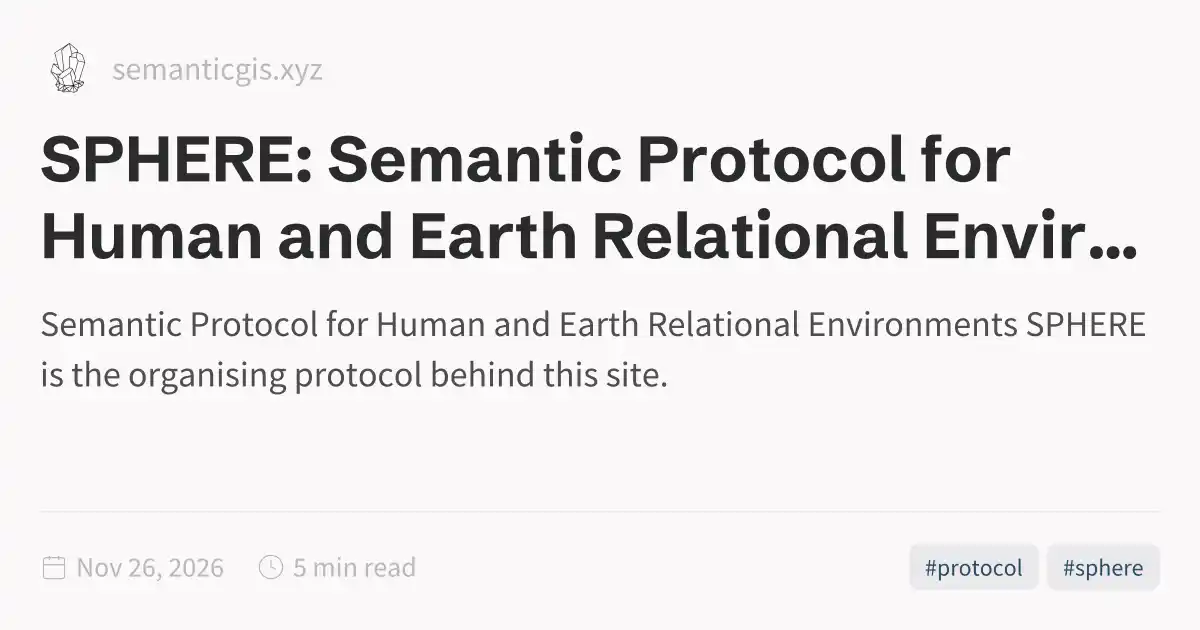 semanticgis.xyz
SPHERE: Semantic Protocol for
Human and Earth Relational Envir...
Semantic Protocol for Human and Earth Relational Environments SPHERE
is the organising protocol behind this site.
Nov 26, 2026 5 min read #protocol #sphere